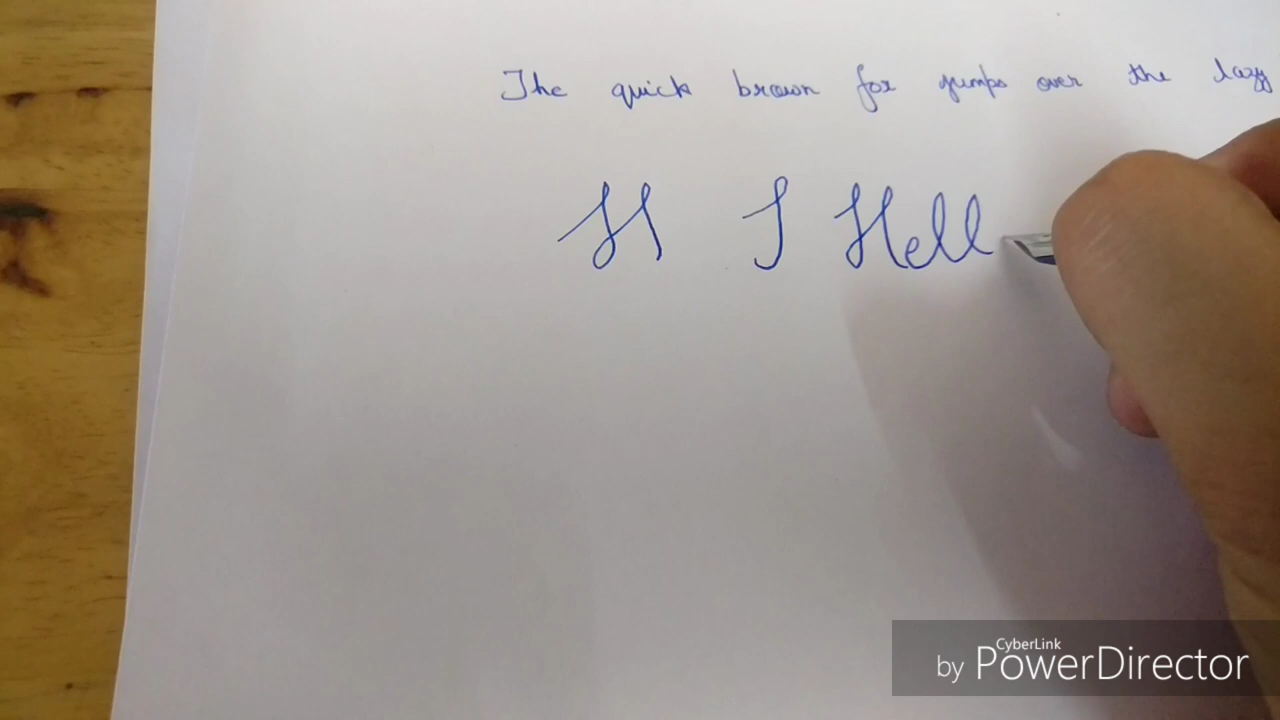 The quick brown fox jumps over the lazy
H I Hell
CyberLink
by PowerDirector